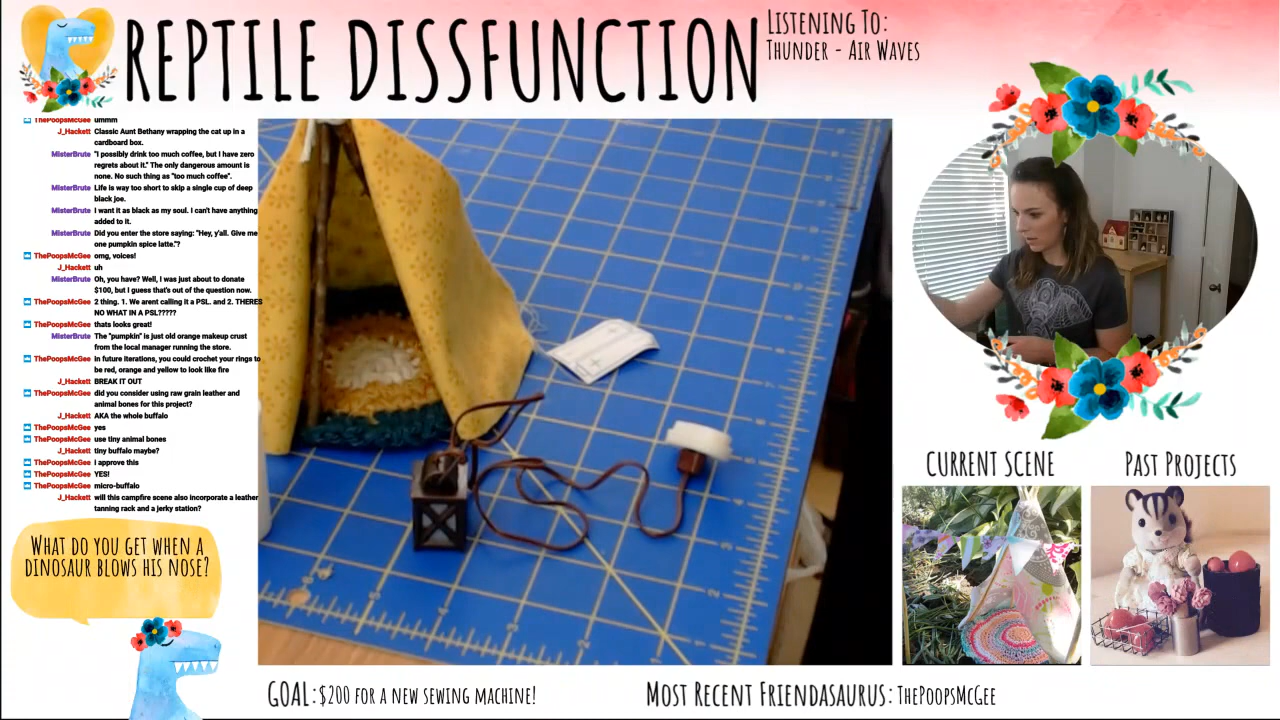 REPTILE DISSFUNCTION
LISTENING TO:
THUNDER - AIR WAVES
ThePoopsMcGee ummm
J_Hackett Classic Aunt Bethany wrapping the cat up in a
cardboard box.
MisterBrute "I possibly drink too much coffee, but I have zero
regrets about it." The only dangerous amount is
none. No such thing as "too much coffee".
MisterBrute Life is way too short to skip a single cup of deep
black joe.
MisterBrute I want it as black as my soul. I can't have anything
added to it.
MisterBrute Did you enter the store saying: "Hey, y'all. Give me
one pumpkin spice latte."?
ThePoopsMcGee omg, voices!
J_Hackett uh
MisterBrute Oh, you have? Well, I was just about to donate
$100, but I guess that's out of the question now.
ThePoopsMcGee 2 thing. 1. We arent calling it a PSL. and 2. THERES
NO WHAT IN A PSL?????
ThePoopsMcGee thats looks great!
MisterBrute The "pumpkin" is just old orange makeup crust
from the local manager running the store.
ThePoopsMcGee in future iterations, you could crochet your rings to
be red, orange and yellow to look like fire
J_Hackett BREAK IT OUT
ThePoopsMcGee did you consider using raw grain leather and
animal bones for this project?
J_Hackett AKA the whole buffalo
ThePoopsMcGee yes
ThePoopsMcGee use tiny animal bones
J_Hackett tiny buffalo maybe?
ThePoopsMcGee I approve this
ThePoopsMcGee YES!
ThePoopsMcGee micro-buffalo
J_Hackett will this campfire scene also incorporate a leather
tanning rack and a jerky station?
WHAT DO YOU GET WHEN A
DINOSAUR BLOWS HIS NOSE?
CURRENT SCENE
PAST PROJECTS
GOAL: $200 FOR A NEW SEWING MACHINE!
MOST RECENT FRIENDASAURUS: THEPOOPSMCGEE